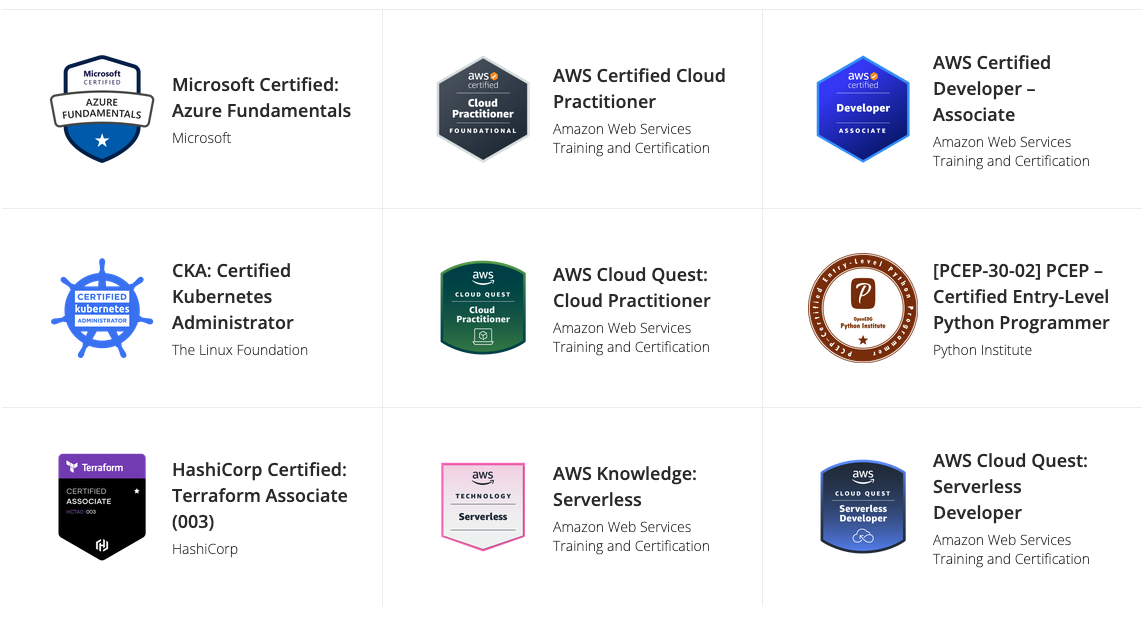 Microsoft
CERTIFIED
AZURE
FUNDAMENTALS
Microsoft Certified:
Azure Fundamentals
Microsoft
aws
certified
Cloud
Practitioner
FOUNDATIONAL
AWS Certified Cloud
Practitioner
Amazon Web Services
Training and Certification
aws
certified
Developer
ASSOCIATE
AWS Certified
Developer –
Associate
Amazon Web Services
Training and Certification
CERTIFIED
kubernetes
ADMINISTRATOR
CKA: Certified
Kubernetes
Administrator
The Linux Foundation
aws
CLOUD QUEST
Cloud
Practitioner
AWS Cloud Quest:
Cloud Practitioner
Amazon Web Services
Training and Certification
PCEP-Certified Entry-Level Python Programmer
PCEP
P
OpenEDG
Python Institute
[PCEP-30-02] PCEP –
Certified Entry-Level
Python Programmer
Python Institute
Terraform
CERTIFIED
ASSOCIATE
HCTA0-003
HashiCorp Certified:
Terraform Associate
(003)
HashiCorp
aws
TECHNOLOGY
Serverless
AWS Knowledge:
Serverless
Amazon Web Services
Training and Certification
aws
CLOUD QUEST
Serverless
Developer
AWS Cloud Quest:
Serverless
Developer
Amazon Web Services
Training and Certification